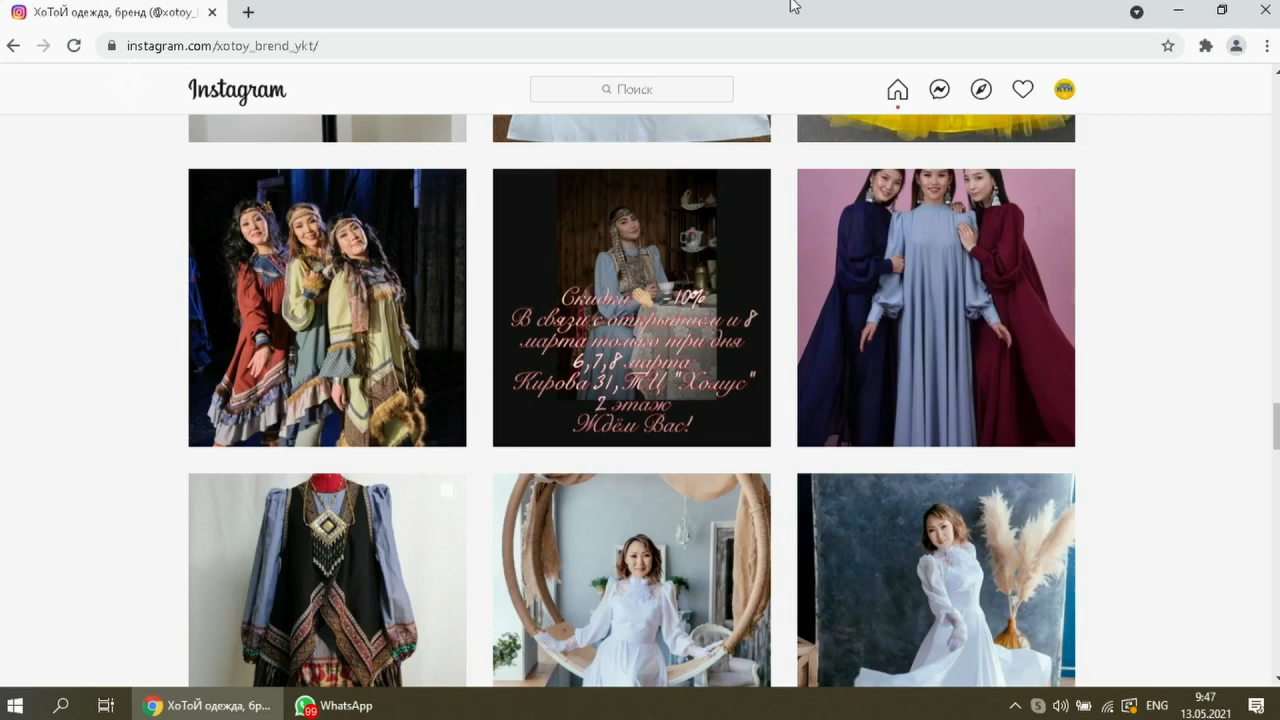 ХоТоЙ одежда, бренд (@xotoy_
instagram.com/xotoy_brend_ykt/
Instagram
Поиск
КҮН
Скидки -10%
В связи с открытием и 8
марта только три дня
6,7,8 марта
Кирова 31, ТЦ "Хомус"
2 этаж
Ждём Вас!
ХоТоЙ одежда, бр...
99
WhatsApp
ENG
9:47
13.05.2021